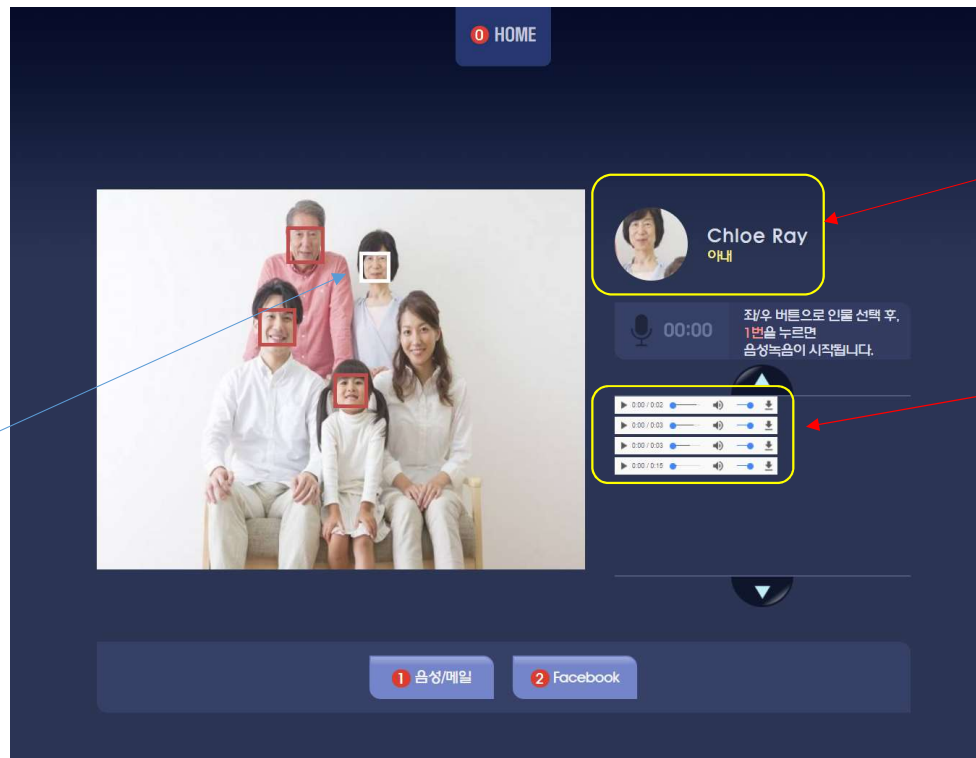 0 HOME
Chloe Ray
아내
00:00
좌/우 버튼으로 인물 선택 후,
1번을 누르면
음성녹음이 시작됩니다.
0:00 / 0:02
0:00 / 0:03
0:00 / 0:03
0:00 / 0:15
1 음성/메일
2 Facebook